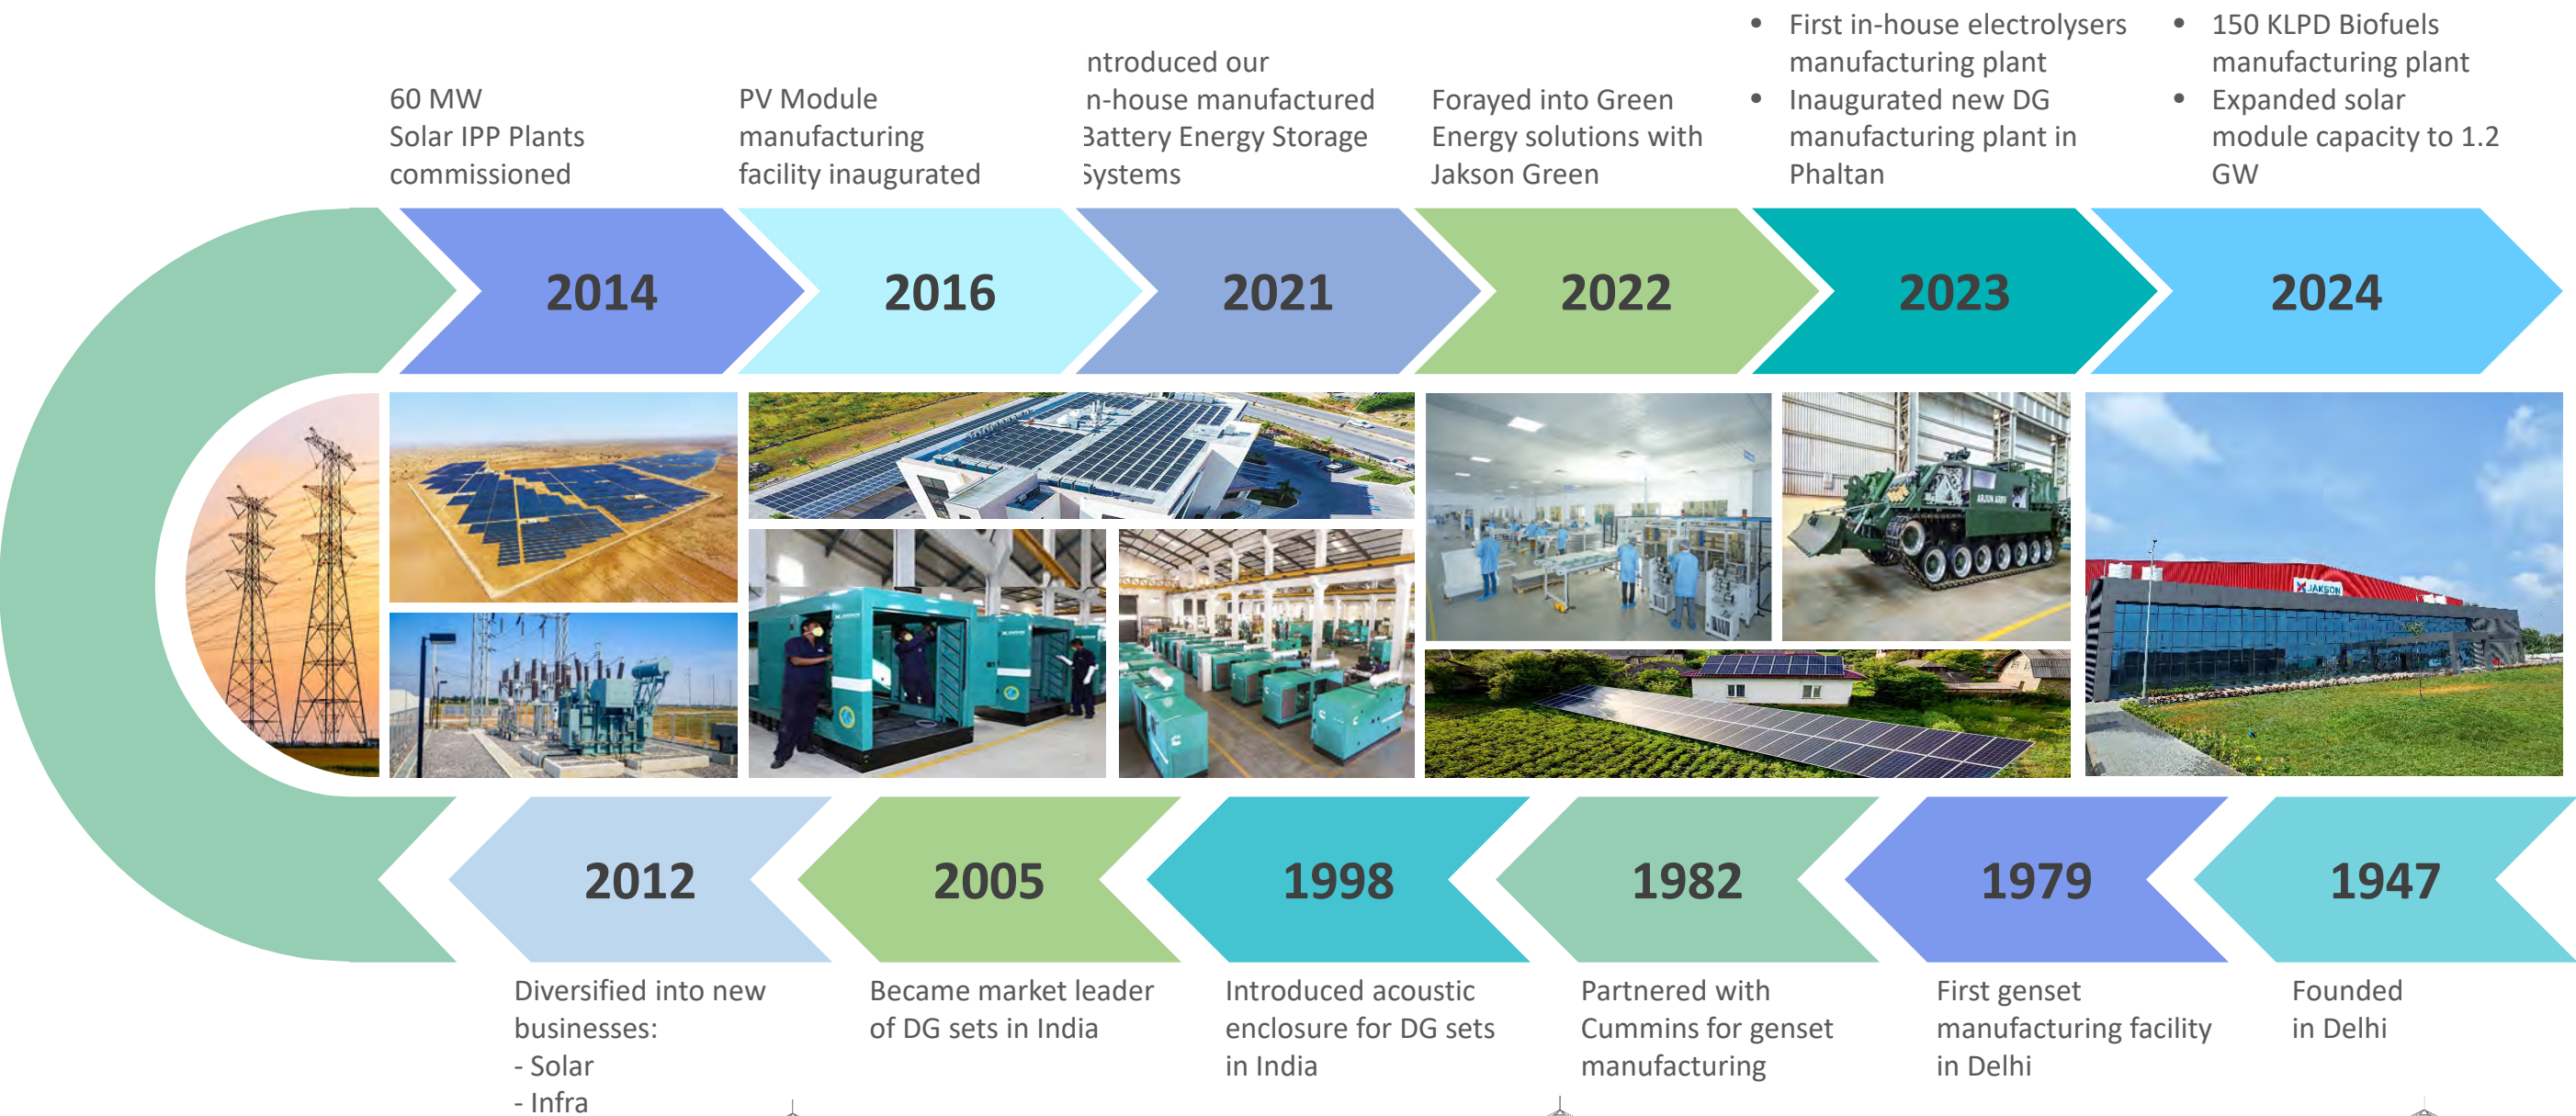 60 MW
Solar IPP Plants
commissioned
PV Module
manufacturing
facility inaugurated
ntroduced our
n-house manufactured
Battery Energy Storage
Systems
Forayed into Green
Energy solutions with
Jakson Green
• First in-house electrolysers
manufacturing plant
• Inaugurated new DG
manufacturing plant in
Phaltan
• 150 KLPD Biofuels
manufacturing plant
• Expanded solar
module capacity to 1.2
GW
2014
2016
2021
2022
2023
2024
ARJUN ARRV
JAKSON
2012
2005
1998
1982
1979
1947
Diversified into new
businesses:
- Solar
- Infra
Became market leader
of DG sets in India
Introduced acoustic
enclosure for DG sets
in India
Partnered with
Cummins for genset
manufacturing
First genset
manufacturing facility
in Delhi
Founded
in Delhi